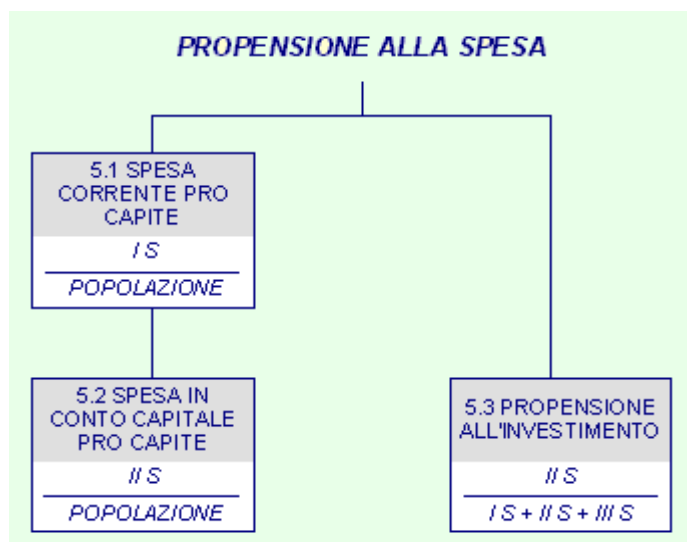 PROPENSIONE ALLA SPESA
5.1 SPESA
CORRENTE PRO
CAPITE
I S
POPOLAZIONE
5.2 SPESA IN
CONTO CAPITALE
PRO CAPITE
II S
POPOLAZIONE
5.3 PROPENSIONE
ALL'INVESTIMENTO
II S
I S + II S + III S